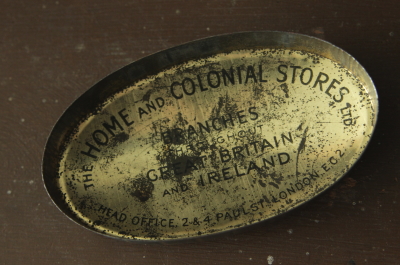 THE HOME AND COLONIAL STORES LTD
BRANCHES
THROUGHOUT
GREAT BRITAIN
AND IRELAND
HEAD OFFICE, 2 & 4 PAUL ST. LONDON. E.C.2